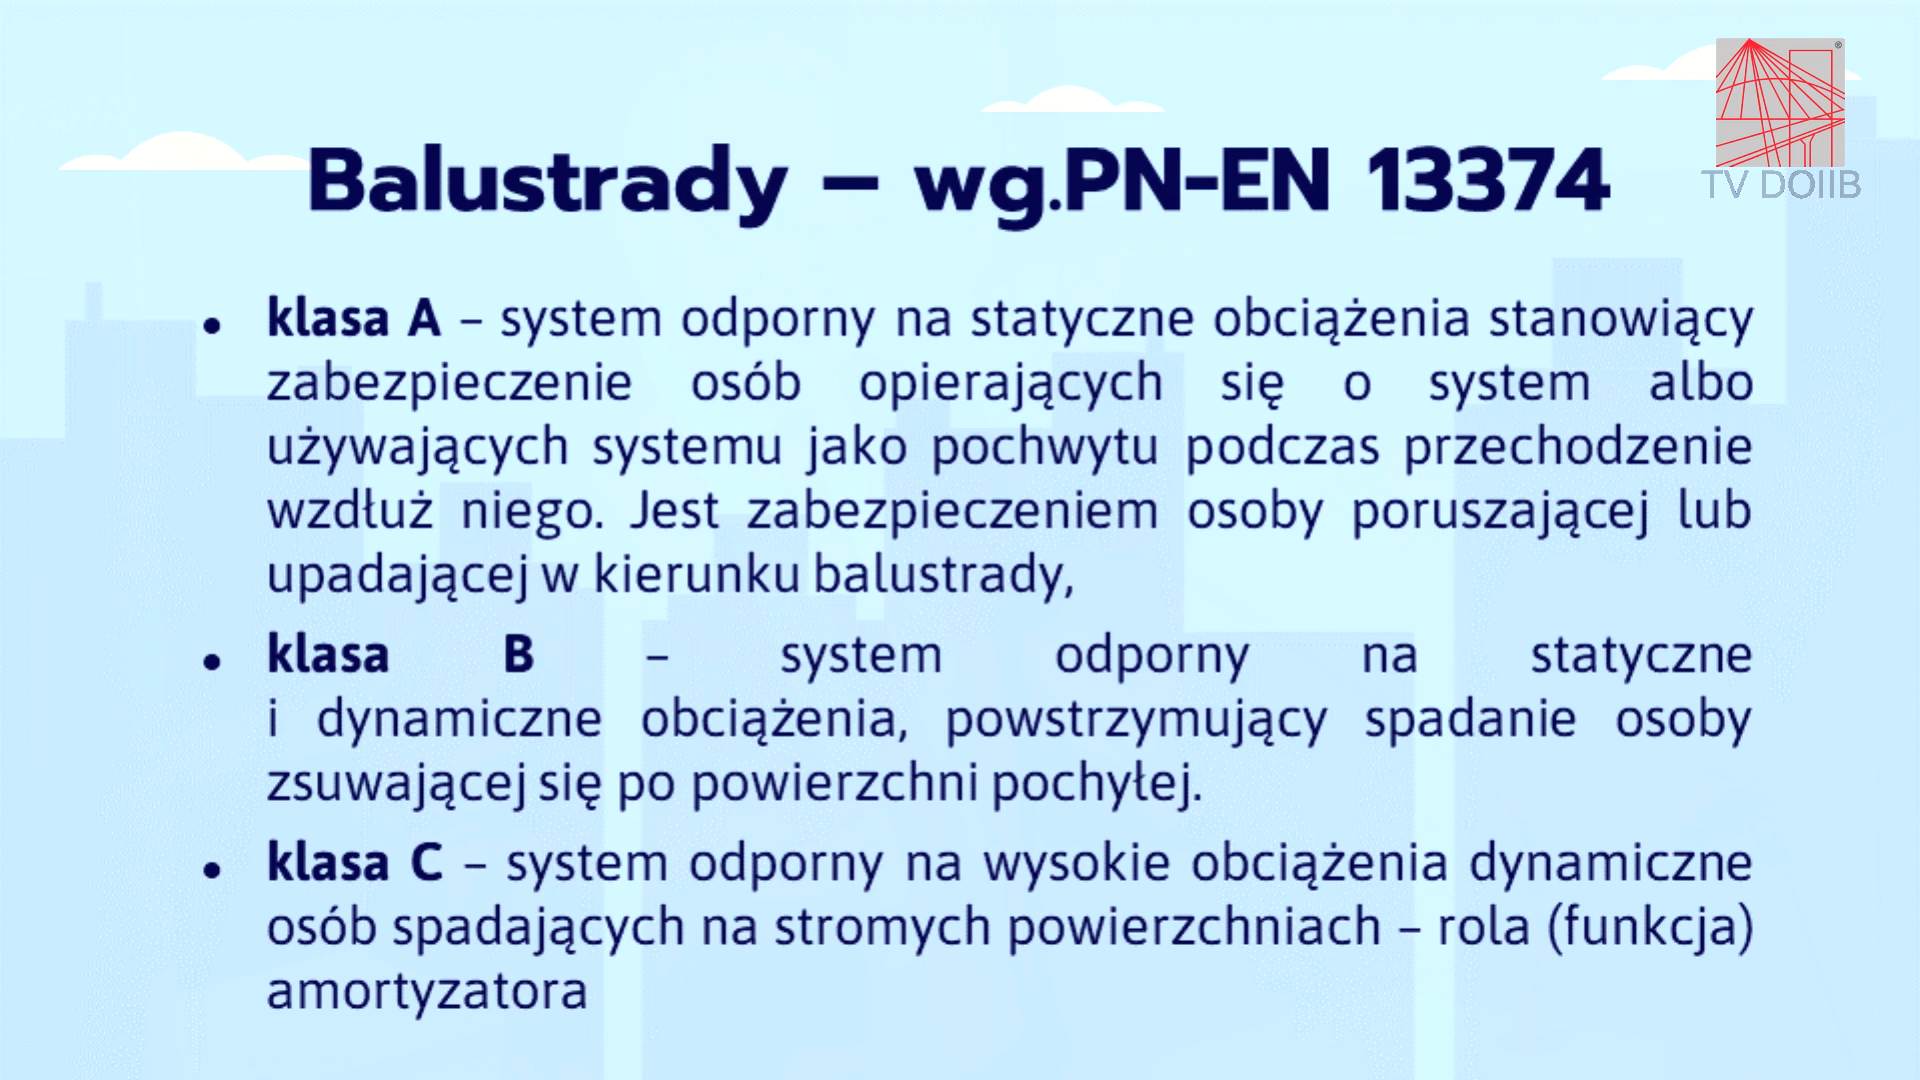 Balustrady – wg.PN-EN 13374
®
TV DOIIB
• klasa A – system odporny na statyczne obciążenia stanowiący
zabezpieczenie osób opierających się o system albo
używających systemu jako pochwytu podczas przechodzenie
wzdłuż niego. Jest zabezpieczeniem osoby poruszającej lub
upadającej w kierunku balustrady,
• klasa B – system odporny na statyczne
i dynamiczne obciążenia, powstrzymujący spadanie osoby
zsuwającej się po powierzchni pochyłej.
• klasa C – system odporny na wysokie obciążenia dynamiczne
osób spadających na stromych powierzchniach – rola (funkcja)
amortyzatora